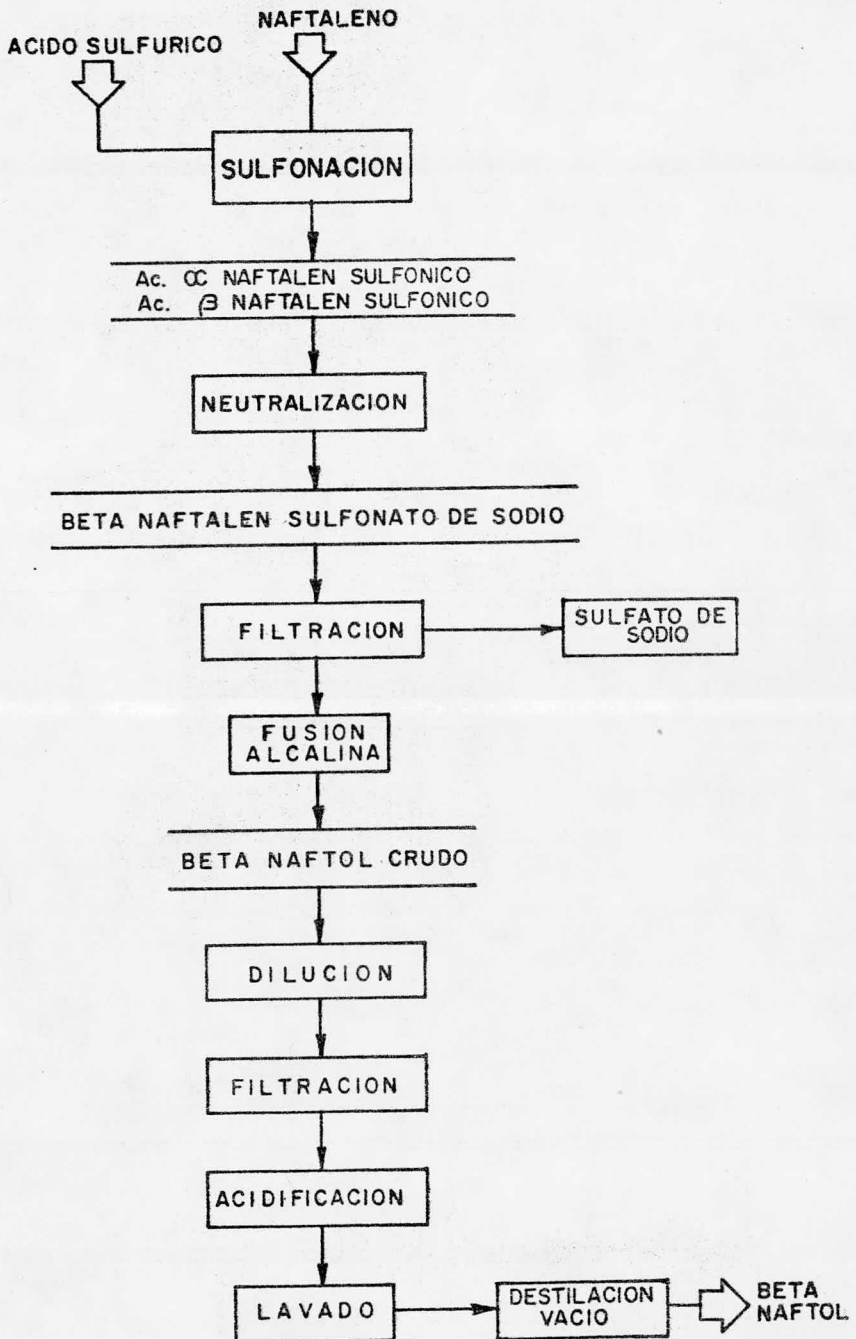 NAFTALENO
ACIDO SULFURICO
SULFONACION
Ac. α NAFTALEN SULFONICO
Ac. β NAFTALEN SULFONICO
NEUTRALIZACION
BETA NAFTALEN SULFONATO DE SODIO
FILTRACION
SULFATO DE
SODIO
FUSION
ALCALINA
BETA NAFTOL CRUDO
DILUCION
FILTRACION
ACIDIFICACION
LAVADO
DESTILACION
VACIO
BETA
NAFTOL